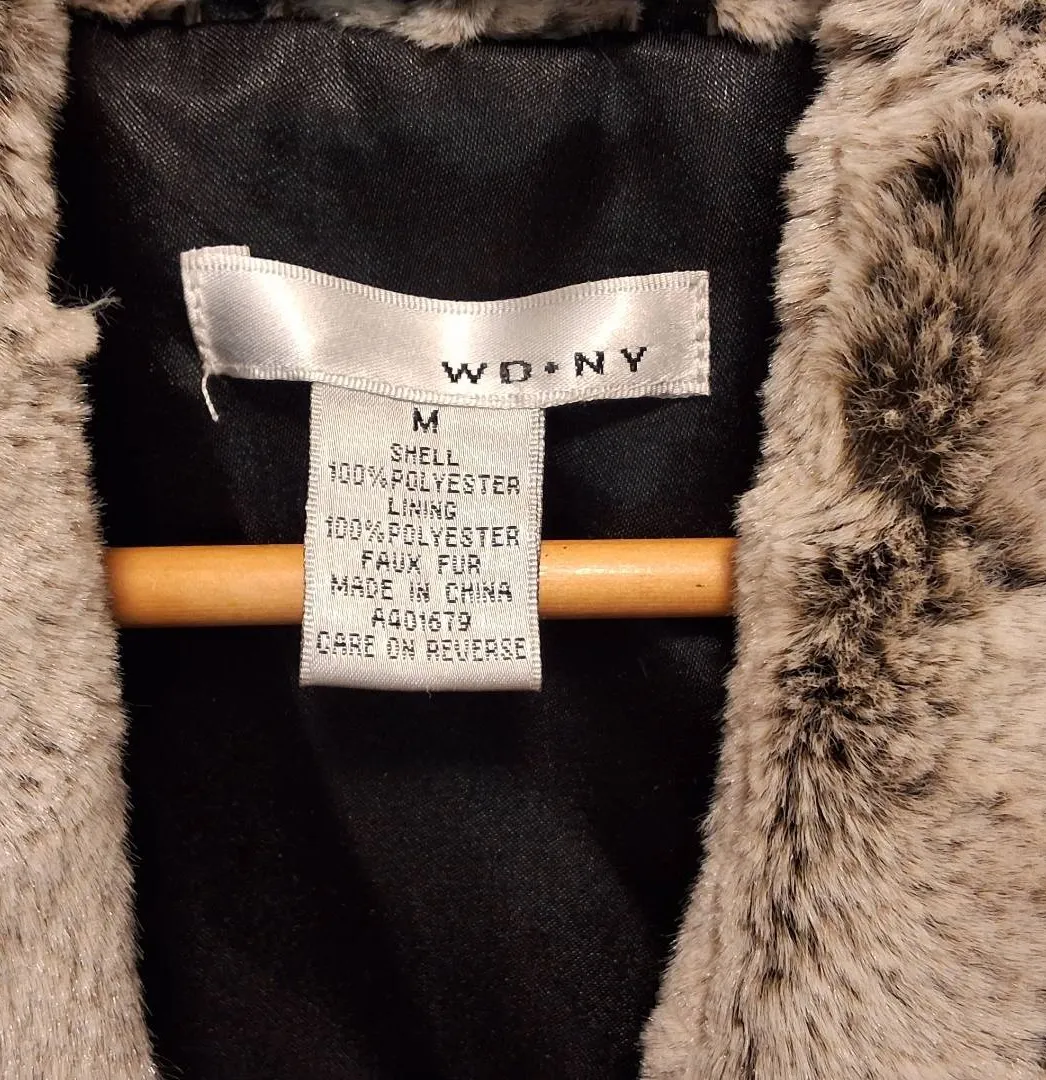 WD•NY
M
SHELL
100%POLYESTER
LINING
100%POLYESTER
FAUX FUR
MADE IN CHINA
A401679
CARE ON REVERSE